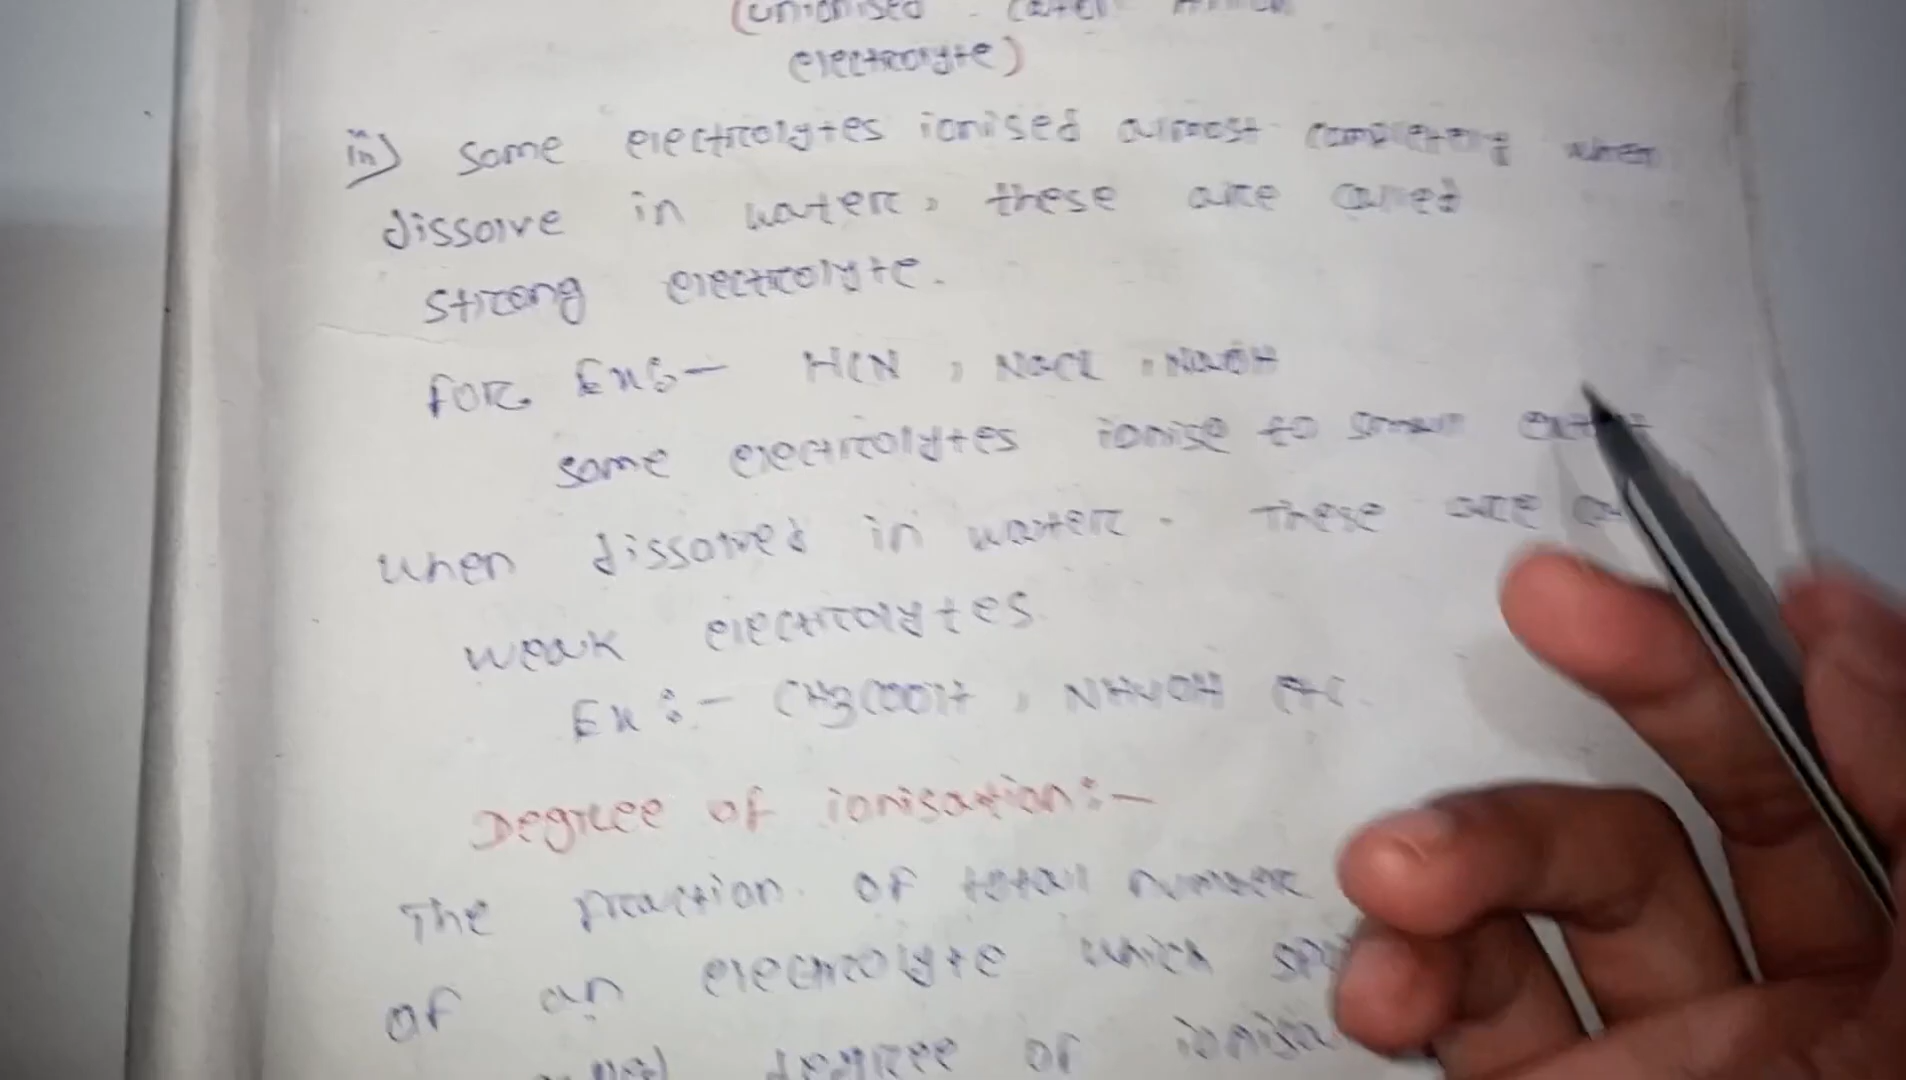 (unionised
electrolyte)
iii) some electrolytes ionised almost completely when
dissolve in water, these are called
strong electrolyte.
for Ex:- HCN , NaCl , NaOH
some electrolytes ionise to small extent
when dissolved in water. These are
weak electrolytes.
Ex:- CH3COOH , NH4OH etc.
Degree of ionisation:-
The fraction of total number
of an electrolyte which
degree of